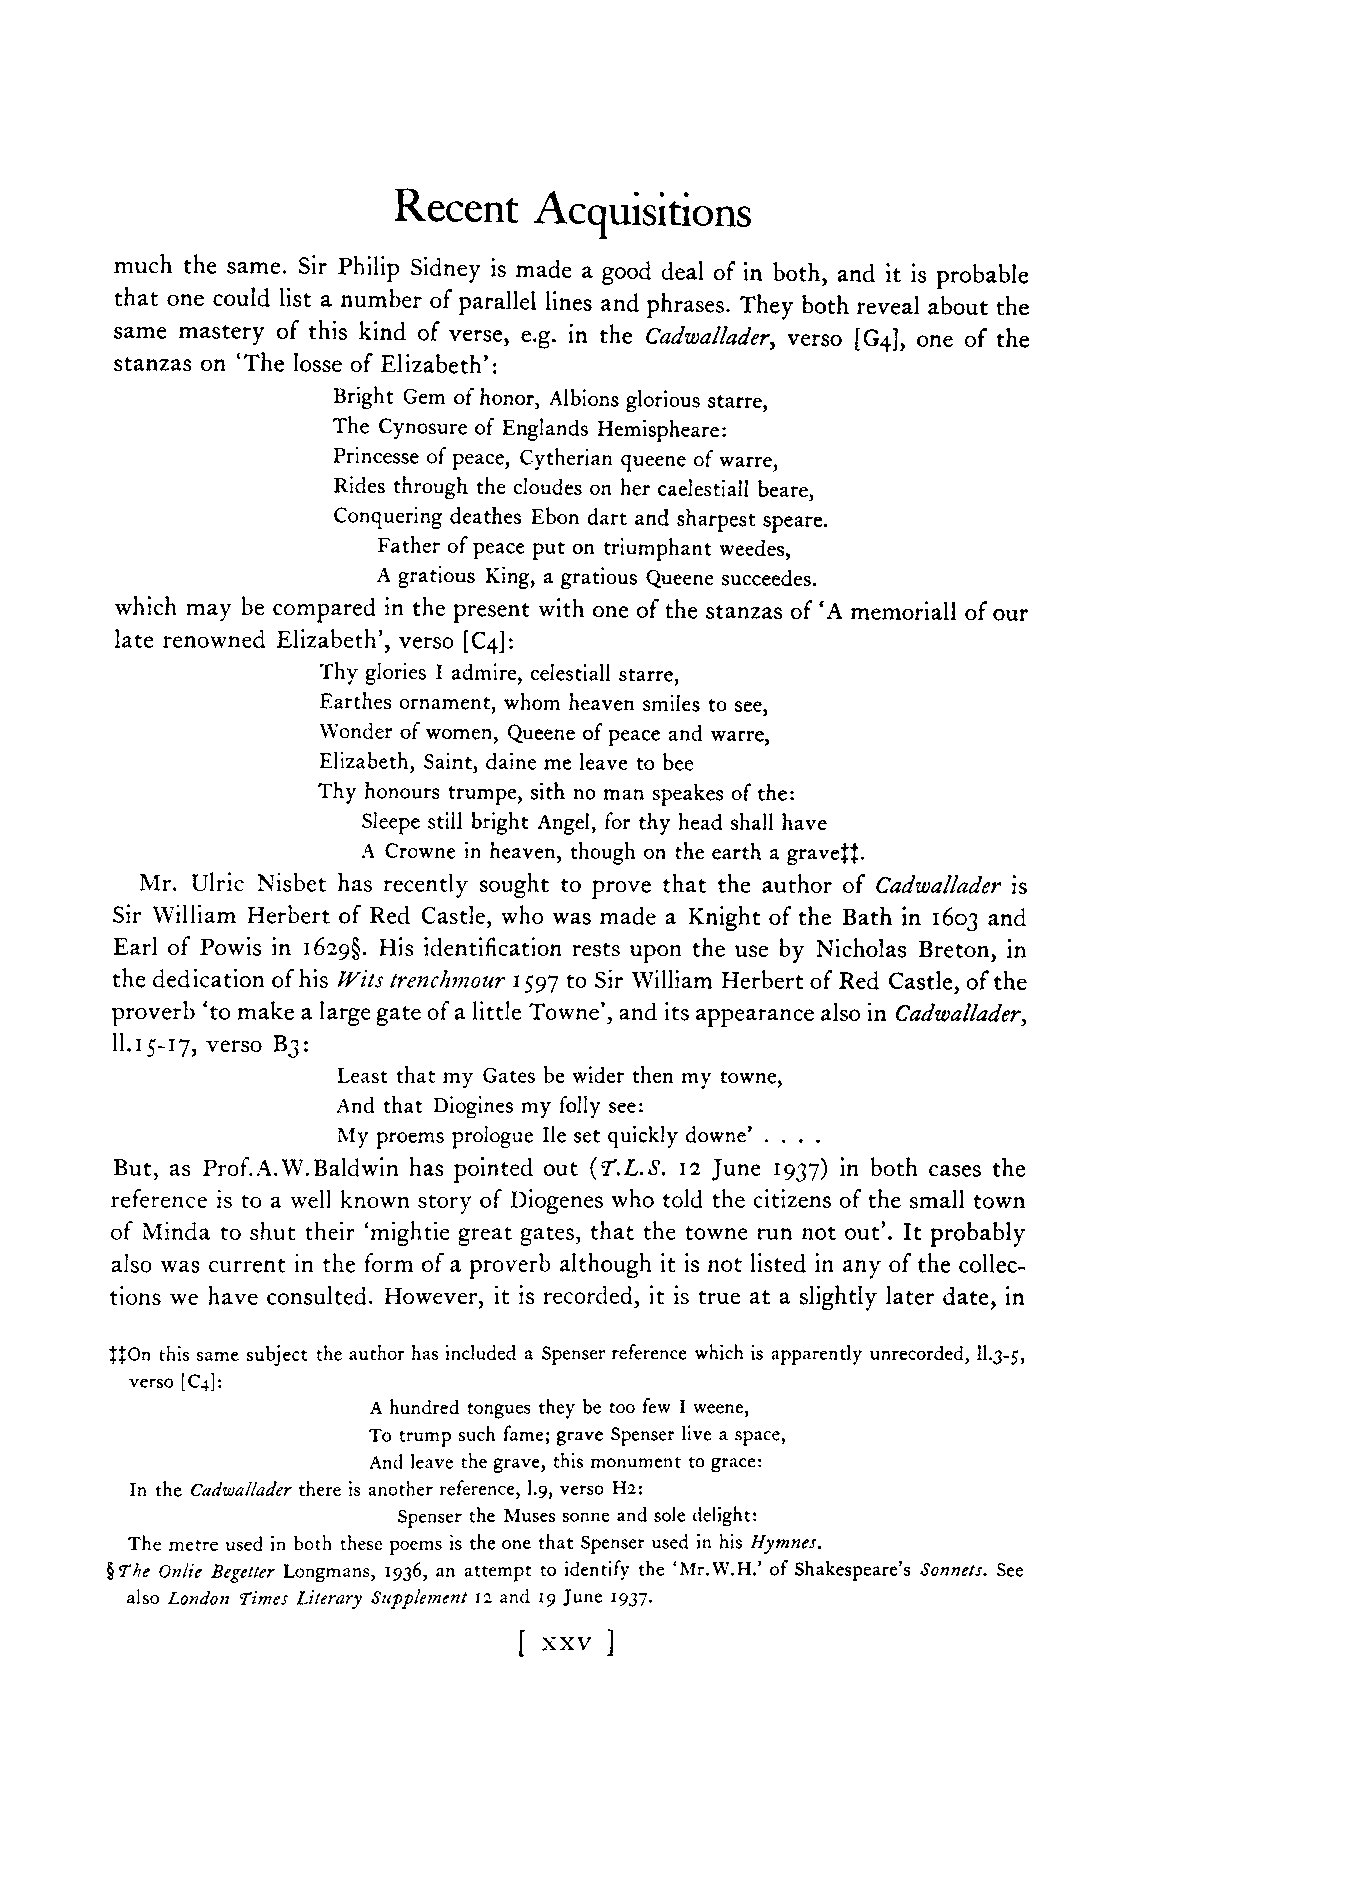 Recent Acquisitions
much the same. Sir Philip Sidney is made a good deal of in both, and it is probable
that one could list a number of parallel lines and phrases. They both reveal about the
same mastery of this kind of verse, e.g. in the Cadwallader, verso [G4], one of the
stanzas on ‘The losse of Elizabeth’:
Bright Gem of honor, Albions glorious starre,
The Cynosure of Englands Hemispheare:
Princesse of peace, Cytherian queene of warre,
Rides through the cloudes on her caelestiall beare,
Conquering deathes Ebon dart and sharpest speare.
Father of peace put on triumphant weedes,
A gratious King, a gratious Queene succeedes.
which may be compared in the present with one of the stanzas of ‘A memoriall of our
late renowned Elizabeth’, verso [C4]:
Thy glories I admire, celestiall starre,
Earthes ornament, whom heaven smiles to see,
Wonder of women, Queene of peace and warre,
Elizabeth, Saint, daine me leave to bee
Thy honours trumpe, sith no man speakes of the:
Sleepe still bright Angel, for thy head shall have
A Crowne in heaven, though on the earth a grave‡‡.
Mr. Ulric Nisbet has recently sought to prove that the author of Cadwallader is
Sir William Herbert of Red Castle, who was made a Knight of the Bath in 1603 and
Earl of Powis in 1629§. His identification rests upon the use by Nicholas Breton, in
the dedication of his Wits trenchmour 1597 to Sir William Herbert of Red Castle, of the
proverb ‘to make a large gate of a little Towne’, and its appearance also in Cadwallader,
ll.15-17, verso B3:
Least that my Gates be wider then my towne,
And that Diogines my folly see:
My proems prologue Ile set quickly downe’ . . . .
But, as Prof.A.W.Baldwin has pointed out (T.L.S. 12 June 1937) in both cases the
reference is to a well known story of Diogenes who told the citizens of the small town
of Minda to shut their ‘mightie great gates, that the towne run not out’. It probably
also was current in the form of a proverb although it is not listed in any of the collec-
tions we have consulted. However, it is recorded, it is true at a slightly later date, in
‡‡On this same subject the author has included a Spenser reference which is apparently unrecorded, ll.3-5,
verso [C4]:
A hundred tongues they be too few I weene,
To trump such fame; grave Spenser live a space,
And leave the grave, this monument to grace:
In the Cadwallader there is another reference, l.9, verso H2:
Spenser the Muses sonne and sole delight:
The metre used in both these poems is the one that Spenser used in his Hymnes.
§The Onlie Begetter Longmans, 1936, an attempt to identify the ‘Mr.W.H.’ of Shakespeare's Sonnets. See
also London Times Literary Supplement 12 and 19 June 1937.
[ xxv ]